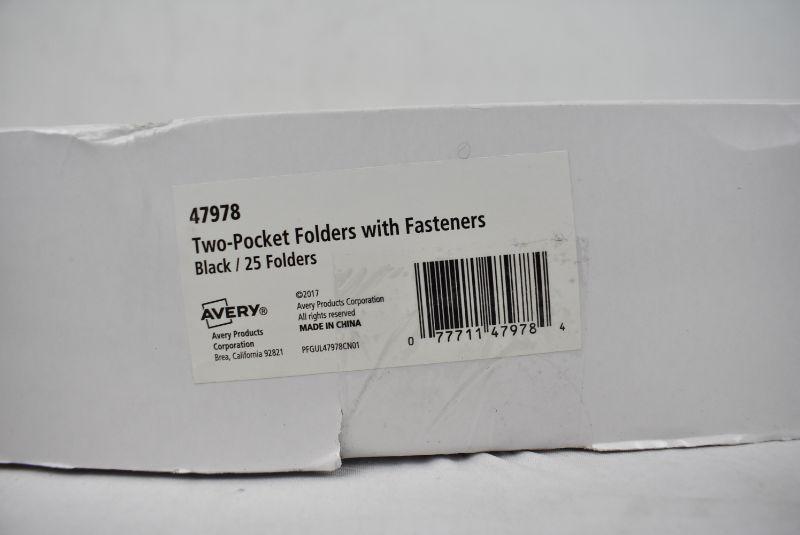 47978
Two-Pocket Folders with Fasteners
Black / 25 Folders
AVERY®
Avery Products
Corporation
Brea, California 92821
©2017
Avery Products Corporation
All rights reserved
MADE IN CHINA
PFGUL47978CN01
0 77711 47978 4